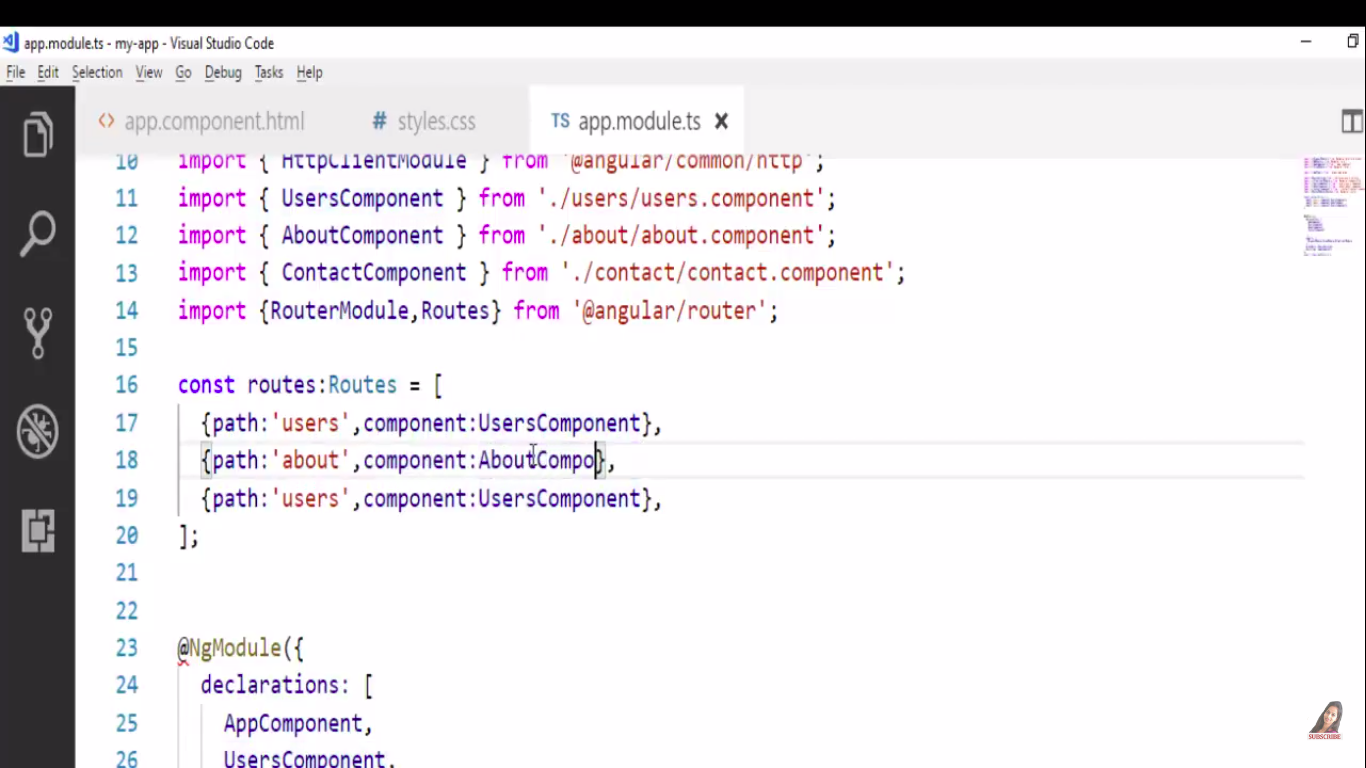 app.module.ts - my-app - Visual Studio Code
File Edit Selection View Go Debug Tasks Help
<> app.component.html # styles.css TS app.module.ts
10 import { HttpClientModule } from '@angular/common/http';
11 import { UsersComponent } from './users/users.component';
12 import { AboutComponent } from './about/about.component';
13 import { ContactComponent } from './contact/contact.component';
14 import {RouterModule,Routes} from '@angular/router';
15
16 const routes:Routes = [
17 {path:'users',component:UsersComponent},
18 {path:'about',component:AboutCompo},
19 {path:'users',component:UsersComponent},
20 ];
21
22
23 @NgModule({
24 declarations: [
25 AppComponent,
26 UsersComponent,
SUBSCRIBE